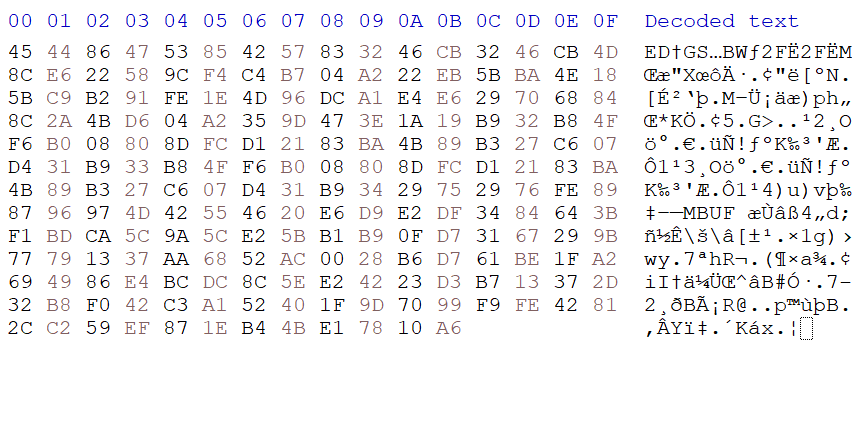 00 01 02 03 04 05 06 07 08 09 0A 0B 0C 0D 0E 0F Decoded text
45 44 86 47 53 85 42 57 83 32 46 CB 32 46 CB 4D ED†GS…BWƒ2FË2FËM
8C E6 22 58 9C F4 C4 B7 04 A2 22 EB 5B BA 4E 18 Œæ"XœôÄ·.¢"ë[ºN.
5B C9 B2 91 FE 1E 4D 96 DC A1 E4 E6 29 70 68 84 [É²‘þ.M–Ü¡äæ)ph„
8C 2A 4B D6 04 A2 35 9D 47 3E 1A 19 B9 32 B8 4F Œ*KÖ.¢5.G>..¹2¸O
F6 B0 08 80 8D FC D1 21 83 BA 4B 89 B3 27 C6 07 ö°.€.üÑ!ƒºK‰³'Æ.
D4 31 B9 33 B8 4F F6 B0 08 80 8D FC D1 21 83 BA Ô1¹3¸Oö°.€.üÑ!ƒº
4B 89 B3 27 C6 07 D4 31 B9 34 29 75 29 76 FE 89 K‰³'Æ.Ô1¹4)u)vþ‰
87 96 97 4D 42 55 46 20 E6 D9 E2 DF 34 84 64 3B ‡–—MBUF æÙâß4„d;
F1 BD CA 5C 9A 5C E2 5B B1 B9 0F D7 31 67 29 9B ñ½Ê\š\â[±¹.×1g)›
77 79 13 37 AA 68 52 AC 00 28 B6 D7 61 BE 1F A2 wy.7ªhR¬.(¶×a¾.¢
69 49 86 E4 BC DC 8C 5E E2 42 23 D3 B7 13 37 2D iI†ä¼ÜŒ^âB#Ó·.7-
32 B8 F0 42 C3 A1 52 40 1F 9D 70 99 F9 FE 42 81 2¸ðBÃ¡R@..p™ùþB.
2C C2 59 EF 87 1E B4 4B E1 78 10 A6 ,ÂYï‡.´Káx.¦